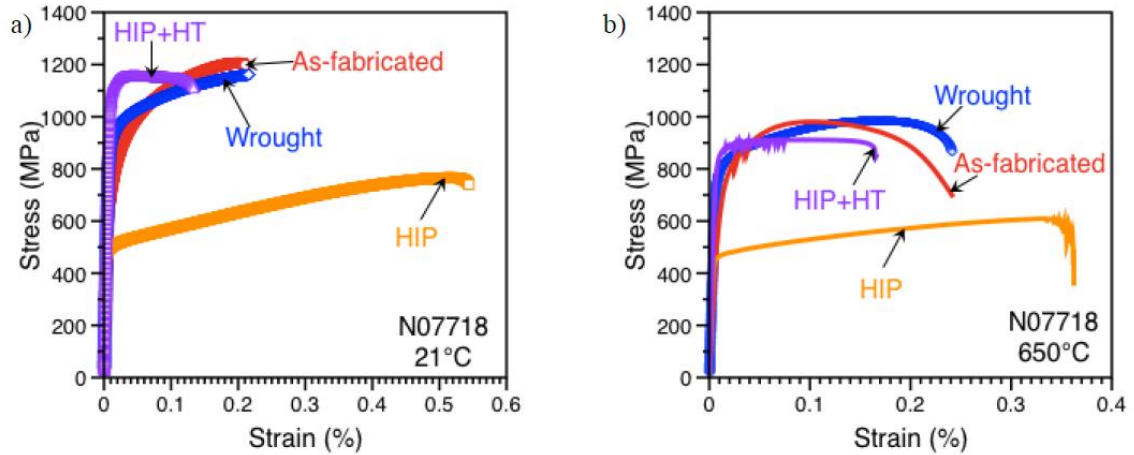 a)
1400
1200
1000
800
600
400
200
0
Stress (MPa)
HIP+HT
As-fabricated
Wrought
HIP
N07718
21°C
0 0.1 0.2 0.3 0.4 0.5 0.6
Strain (%)
b)
1400
1200
1000
800
600
400
200
0
Stress (MPa)
Wrought
As-fabricated
HIP+HT
HIP
N07718
650°C
0 0.1 0.2 0.3 0.4
Strain (%)